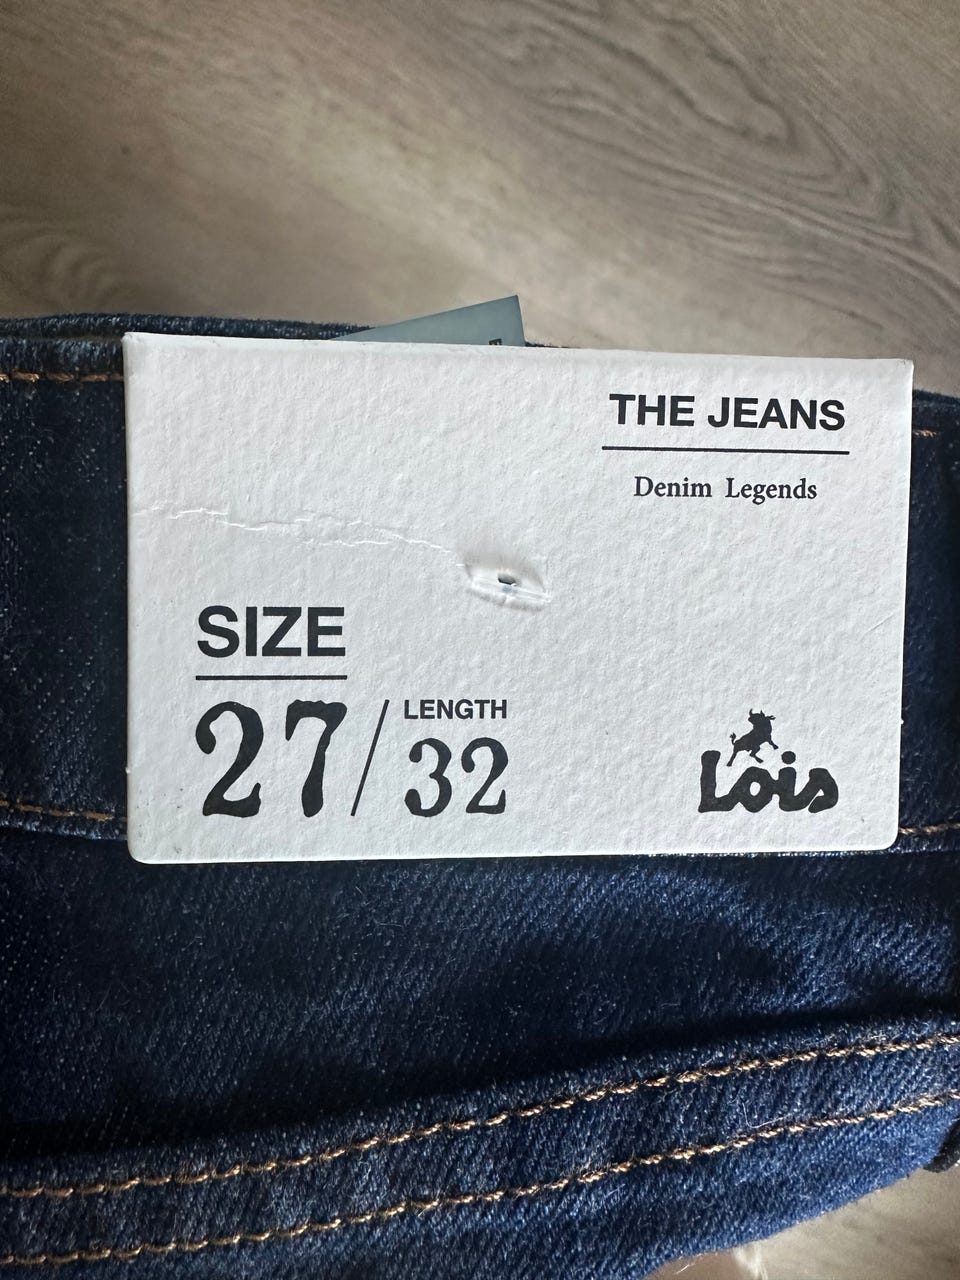 THE JEANS
Denim Legends
SIZE
27/
LENGTH
32
Lois